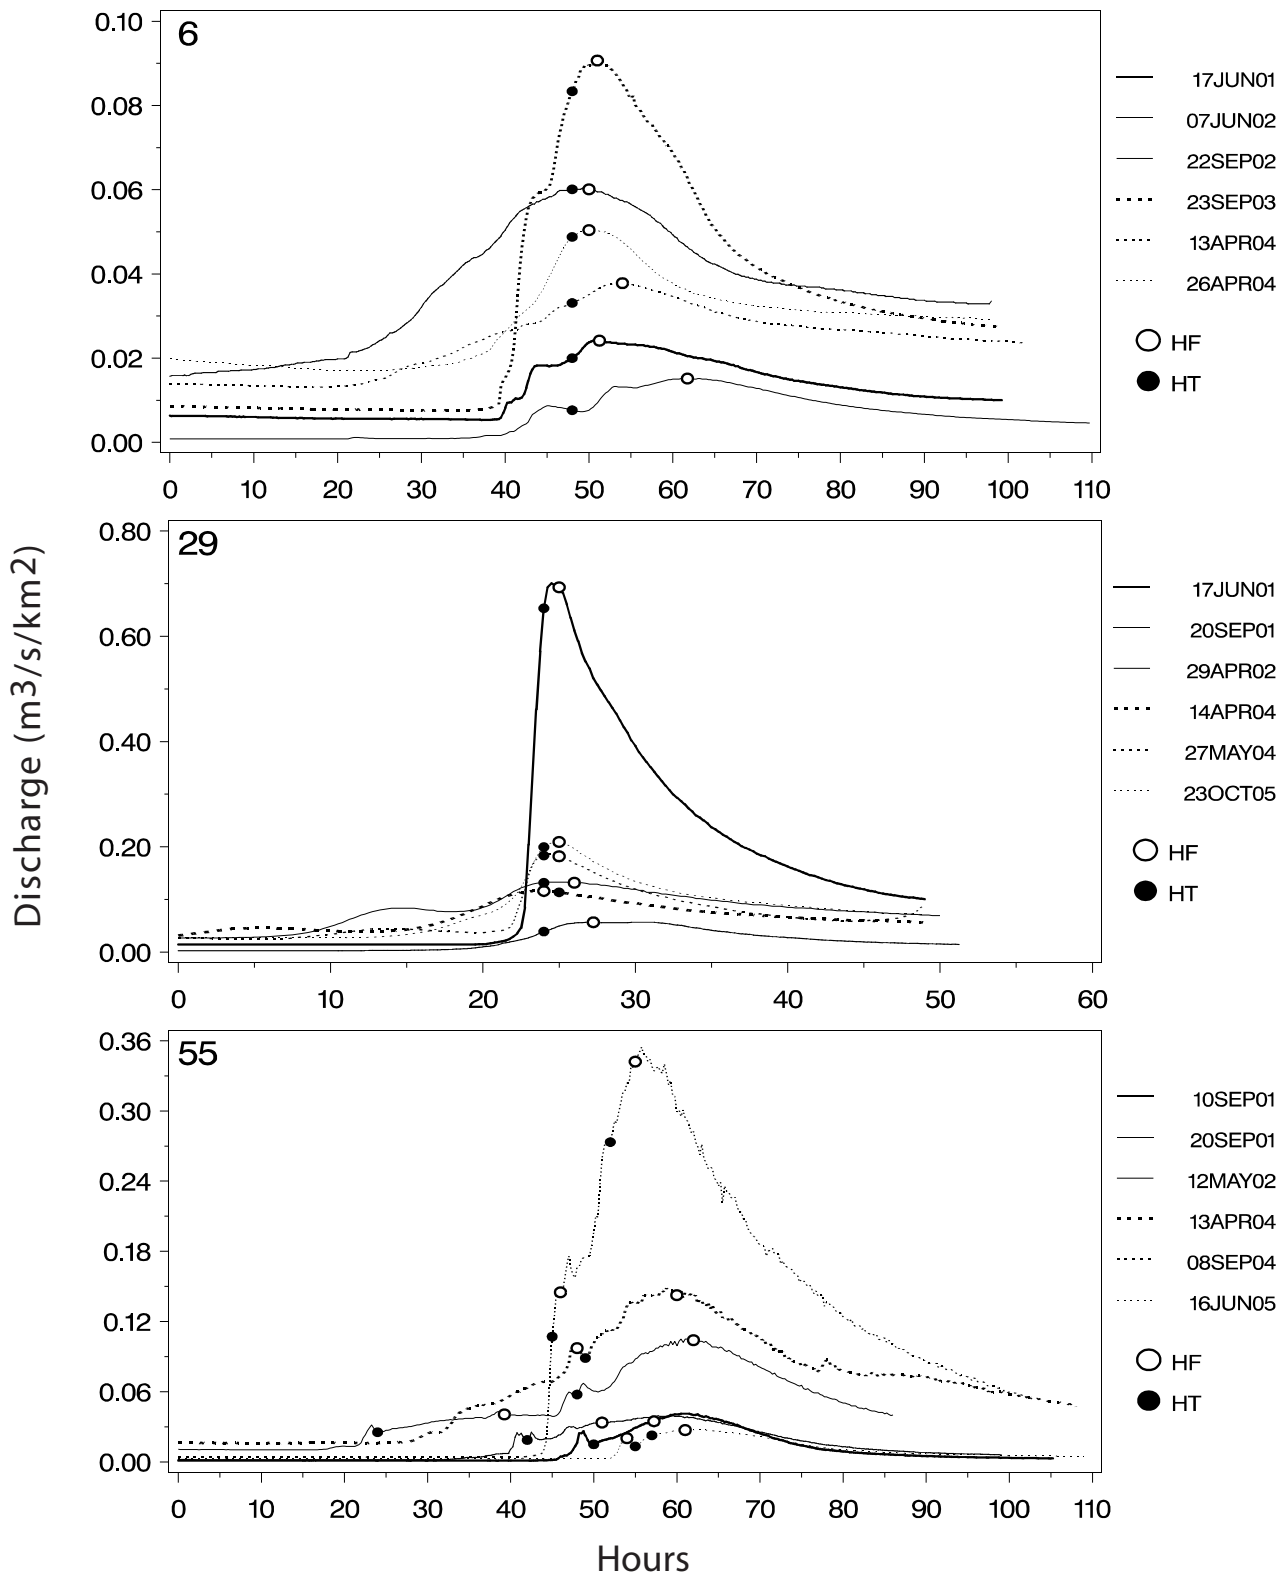 6
0.10
0.08
0.06
0.04
0.02
0.00
0 10 20 30 40 50 60 70 80 90 100 110
17JUN01
07JUN02
22SEP02
23SEP03
13APR04
26APR04
HF
HT
Discharge (m3/s/km2)
29
0.80
0.60
0.40
0.20
0.00
0 10 20 30 40 50 60
17JUN01
20SEP01
29APR02
14APR04
27MAY04
23OCT05
HF
HT
55
0.36
0.30
0.24
0.18
0.12
0.06
0.00
0 10 20 30 40 50 60 70 80 90 100 110
10SEP01
20SEP01
12MAY02
13APR04
08SEP04
16JUN05
HF
HT
Hours